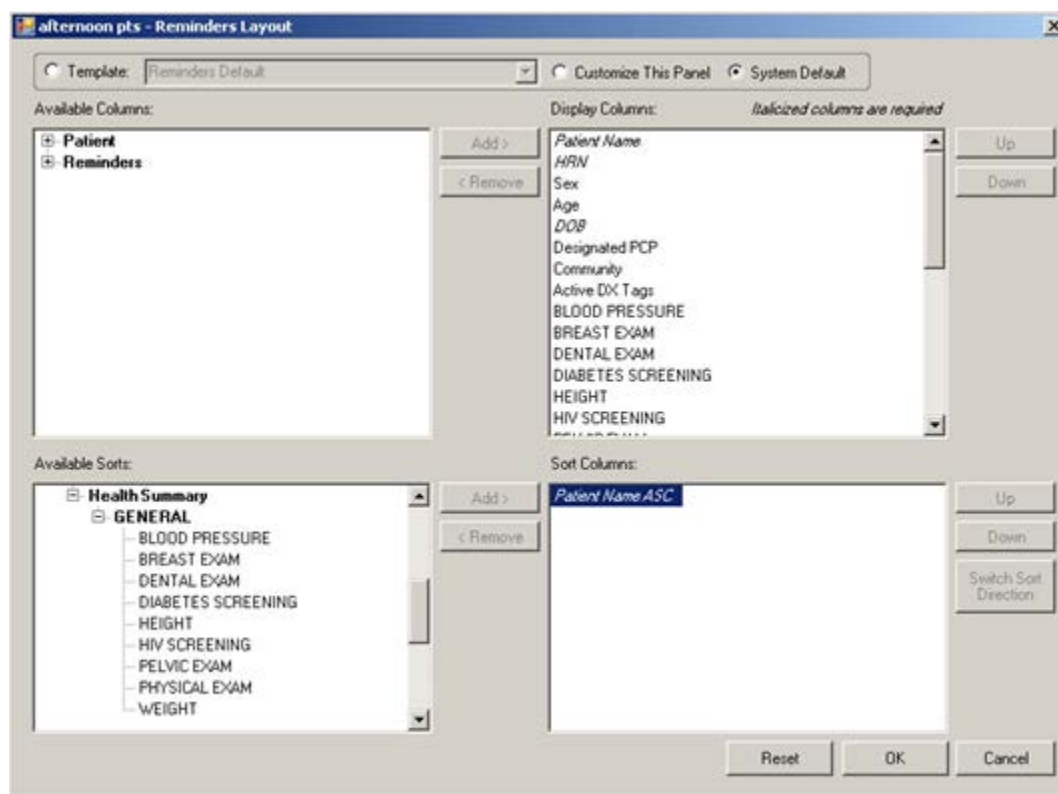 afternoon pts - Reminders Layout
Template: Reminders Default Customize This Panel System Default
Available Columns:
Patient
Reminders
Add >
< Remove
Display Columns: Italicized columns are required
Patient Name
HRN
Sex
Age
DOB
Designated PCP
Community
Active DX Tags
BLOOD PRESSURE
BREAST EXAM
DENTAL EXAM
DIABETES SCREENING
HEIGHT
HIV SCREENING
Up
Down
Available Sorts:
Health Summary
GENERAL
BLOOD PRESSURE
BREAST EXAM
DENTAL EXAM
DIABETES SCREENING
HEIGHT
HIV SCREENING
PELVIC EXAM
PHYSICAL EXAM
WEIGHT
Add >
< Remove
Sort Columns:
Patient Name ASC
Up
Down
Switch Sort
Direction
Reset OK Cancel